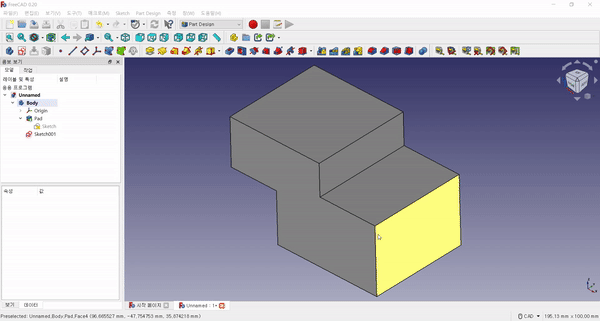 FreeCAD 0.20
파일(F) 편집(E) 보기(V) 도구(T) 매크로(M) Sketch Part Design 측정 창(W) 도움말(H)
Part Design
콤보 보기
모델 작업
레이블 및 특성 설명
응용 프로그램
Unnamed
Body
Origin
Pad
Sketch
Sketch001
속성 값
보기 데이터
시작 페이지 Unnamed : 1*
Preselected: Unnamed.Body.Pad.Face4 (96.665527 mm, -47.754753 mm, 35.874218 mm)
CAD 195.13 mm x 100.00 mm